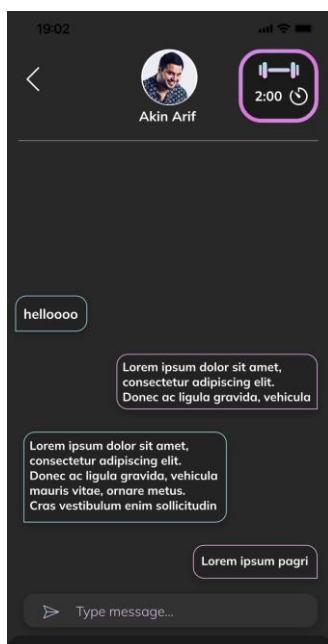 19:02
2:00
Akin Arif
helloooo
Lorem ipsum dolor sit amet,
consectetur adipiscing elit.
Donec ac ligula gravida, vehicula
Lorem ipsum dolor sit amet,
consectetur adipiscing elit.
Donec ac ligula gravida, vehicula
mauris vitae, ornare metus.
Cras vestibulum enim sollicitudin
Lorem ipsum pagri
Type message...